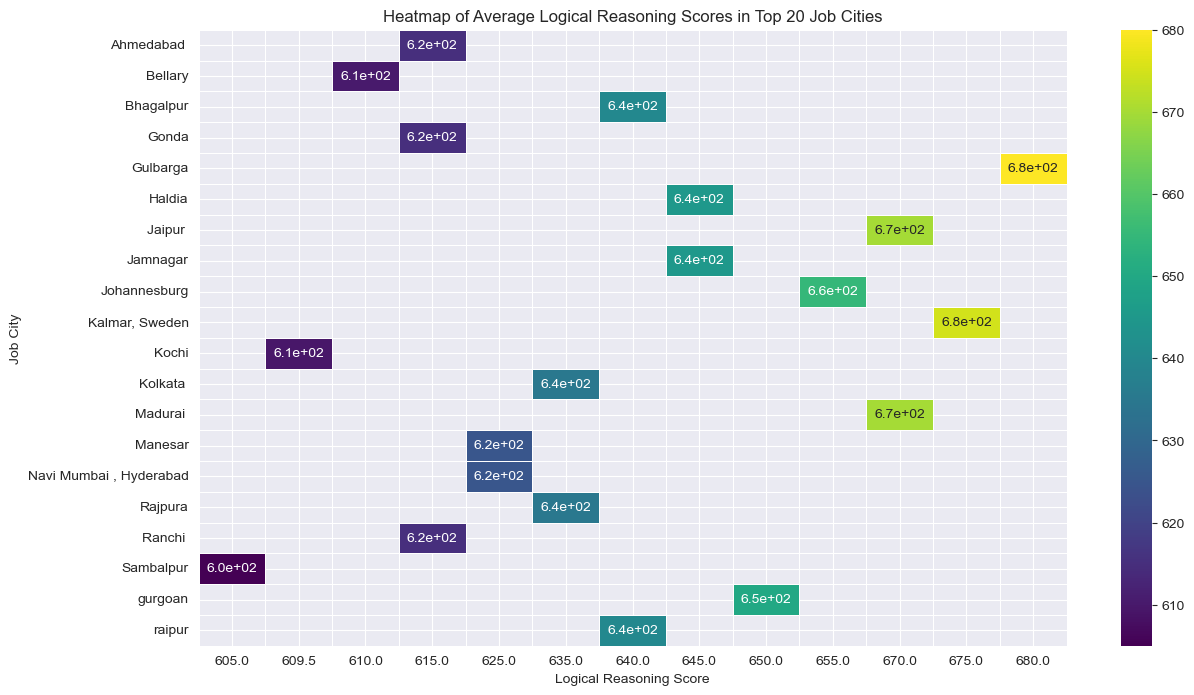 Heatmap of Average Logical Reasoning Scores in Top 20 Job Cities
Job City
Ahmedabad 6.2e+02
Bellary 6.1e+02
Bhagalpur 6.4e+02
Gonda 6.2e+02
Gulbarga 6.8e+02
Haldia 6.4e+02
Jaipur 6.7e+02
Jamnagar 6.4e+02
Johannesburg 6.6e+02
Kalmar, Sweden 6.8e+02
Kochi 6.1e+02
Kolkata 6.4e+02
Madurai 6.7e+02
Manesar 6.2e+02
Navi Mumbai , Hyderabad 6.2e+02
Rajpura 6.4e+02
Ranchi 6.2e+02
Sambalpur 6.0e+02
gurgoan 6.5e+02
raipur 6.4e+02
605.0 609.5 610.0 615.0 625.0 635.0 640.0 645.0 650.0 655.0 670.0 675.0 680.0
Logical Reasoning Score
680
670
660
650
640
630
620
610